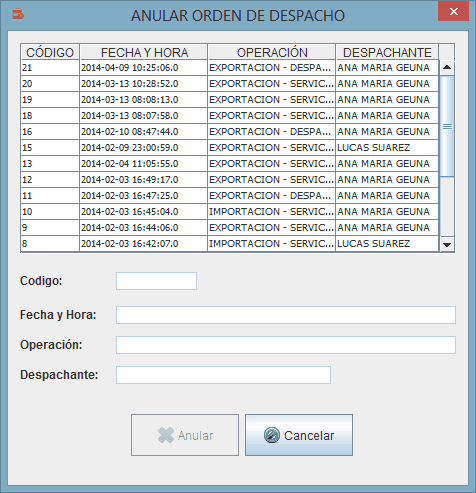 ANULAR ORDEN DE DESPACHO
CÓDIGO FECHA Y HORA OPERACIÓN DESPACHANTE
21 2014-04-09 10:25:06.0 EXPORTACION - DESPA... ANA MARIA GEUNA
20 2014-03-13 10:28:52.0 EXPORTACION - SERVIC... ANA MARIA GEUNA
19 2014-03-13 08:08:13.0 EXPORTACION - SERVIC... ANA MARIA GEUNA
18 2014-03-13 08:07:58.0 EXPORTACION - SERVIC... ANA MARIA GEUNA
16 2014-02-10 08:47:44.0 EXPORTACION - DESPA... ANA MARIA GEUNA
15 2014-02-09 23:00:59.0 EXPORTACION - SERVIC... LUCAS SUAREZ
13 2014-02-04 11:05:55.0 EXPORTACION - SERVIC... ANA MARIA GEUNA
12 2014-02-03 16:49:17.0 EXPORTACION - SERVIC... ANA MARIA GEUNA
11 2014-02-03 16:47:25.0 EXPORTACION - DESPA... ANA MARIA GEUNA
10 2014-02-03 16:45:04.0 IMPORTACION - SERVIC... ANA MARIA GEUNA
9 2014-02-03 16:44:06.0 EXPORTACION - SERVIC... ANA MARIA GEUNA
8 2014-02-03 16:42:07.0 IMPORTACION - SERVIC... LUCAS SUAREZ
Codigo:
Fecha y Hora:
Operación:
Despachante:
Anular Cancelar